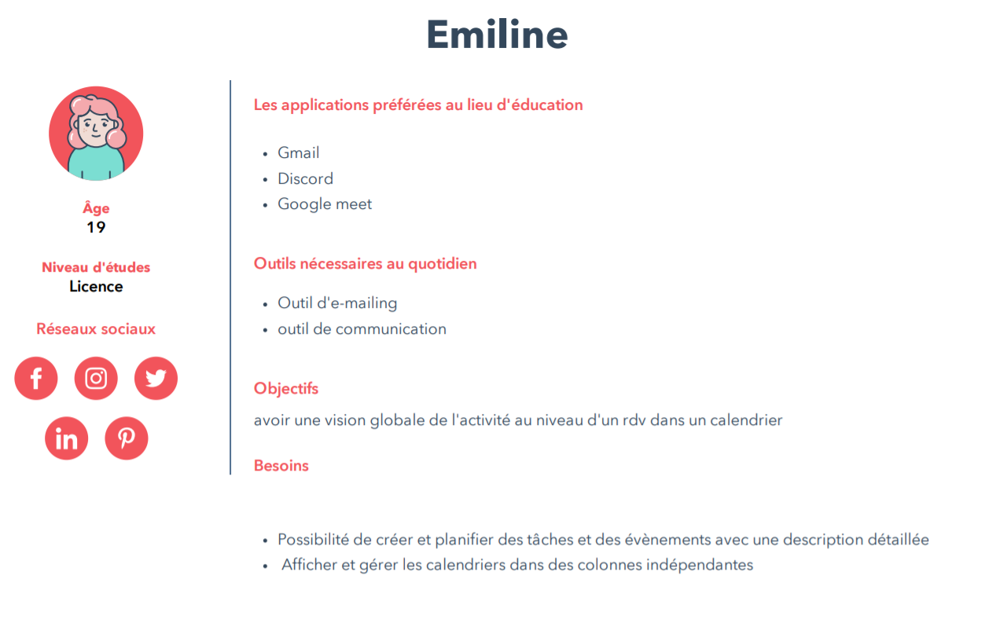 Emiline
Âge
19
Niveau d'études
Licence
Réseaux sociaux
Les applications préférées au lieu d'éducation
• Gmail
• Discord
• Google meet
Outils nécessaires au quotidien
• Outil d'e-mailing
• outil de communication
Objectifs
avoir une vision globale de l'activité au niveau d'un rdv dans un calendrier
Besoins
• Possibilité de créer et planifier des tâches et des évènements avec une description détaillée
• Afficher et gérer les calendriers dans des colonnes indépendantes